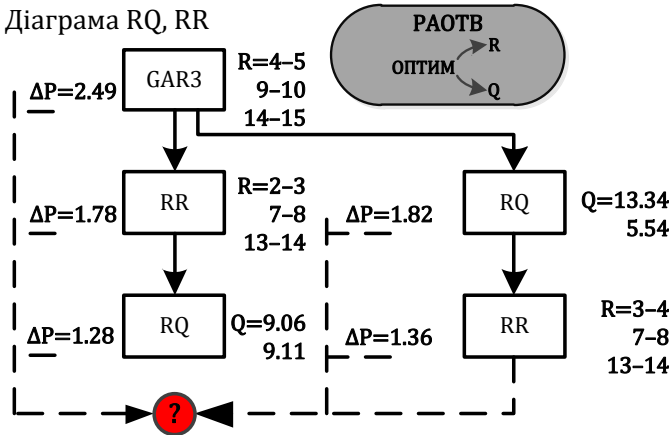 Діаграма RQ, RR
РАОТВ
R
ОПТИМ
Q
GAR3
R=4–5
9–10
14–15
ΔP=2.49
RR
R=2–3
7–8
13–14
ΔP=1.78
ΔP=1.82
RQ
Q=13.34
5.54
ΔP=1.28
RQ
Q=9.06
9.11
ΔP=1.36
RR
R=3–4
7–8
13–14
?